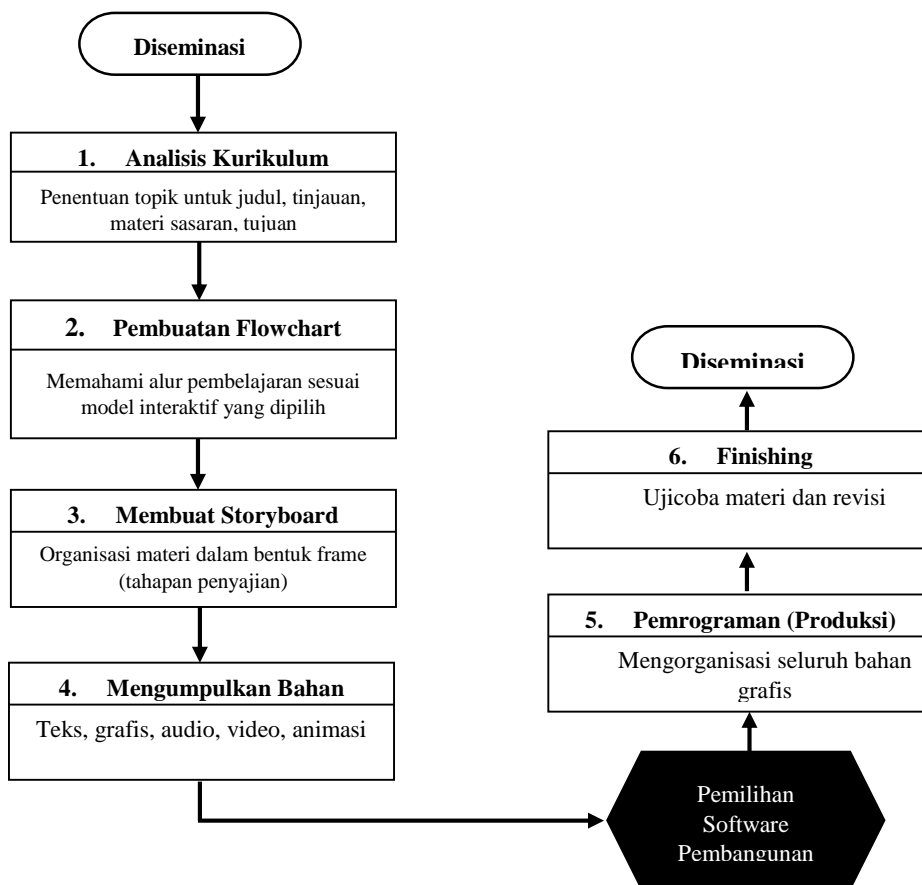 Diseminasi
1. Analisis Kurikulum
Penentuan topik untuk judul, tinjauan,
materi sasaran, tujuan
2. Pembuatan Flowchart
Memahami alur pembelajaran sesuai
model interaktif yang dipilih
3. Membuat Storyboard
Organisasi materi dalam bentuk frame
(tahapan penyajian)
4. Mengumpulkan Bahan
Teks, grafis, audio, video, animasi
Diseminasi
6. Finishing
Ujicoba materi dan revisi
5. Pemrograman (Produksi)
Mengorganisasi seluruh bahan
grafis
Pemilihan
Software
Pembangunan